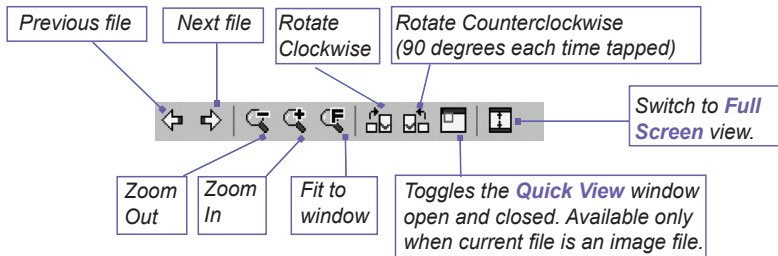 Previous file
Next file
Rotate
Clockwise
Rotate Counterclockwise
(90 degrees each time tapped)
F
Switch to Full
Screen view.
Zoom
Out
Zoom
In
Fit to
window
Toggles the Quick View window
open and closed. Available only
when current file is an image file.